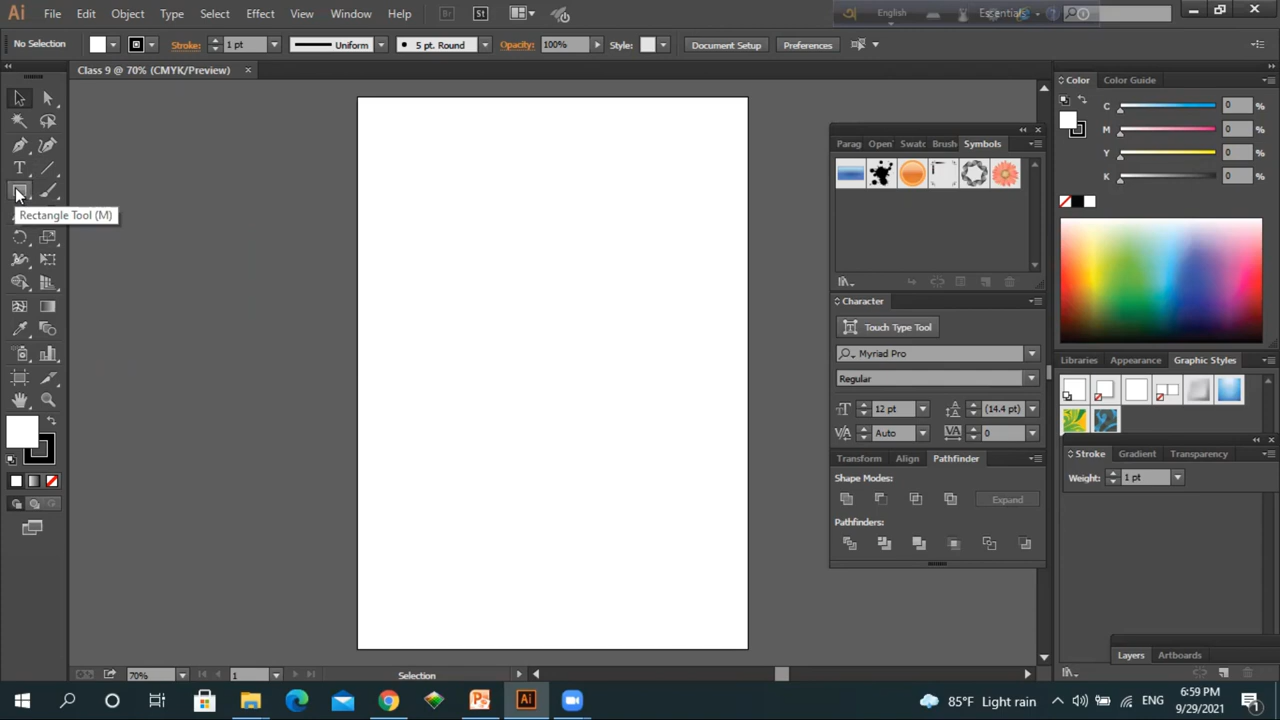 Ai File Edit Object Type Select Effect View Window Help Br St English Essentials
No Selection Stroke: 1 pt Uniform 5 pt. Round Opacity: 100% Style: Document Setup Preferences
Class 9 @ 70% (CMYK/Preview)
Color Color Guide
C 0 %
M 0 %
Y 0 %
K 0 %
Parag Open Swatc Brush Symbols
Rectangle Tool (M)
Character
Touch Type Tool
Myriad Pro
Regular
12 pt (14.4 pt)
Auto 0
Transform Align Pathfinder
Shape Modes:
Expand
Pathfinders:
Libraries Appearance Graphic Styles
Stroke Gradient Transparency
Weight: 1 pt
Layers Artboards
70% 1 Selection
85°F Light rain ENG 6:59 PM
9/29/2021